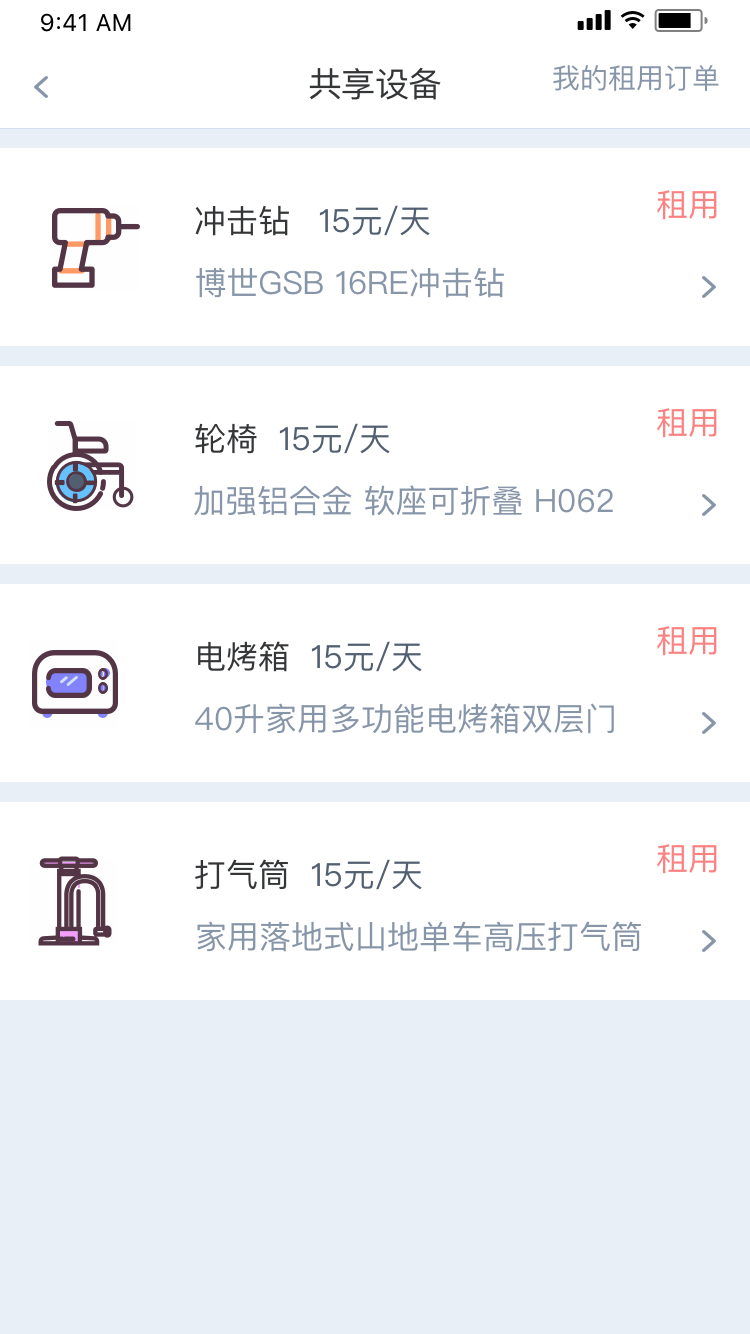 9:41 AM
共享设备
我的租用订单
冲击钻 15元/天
租用
博世GSB 16RE冲击钻
轮椅 15元/天
租用
加强铝合金 软座可折叠 H062
电烤箱 15元/天
租用
40升家用多功能电烤箱双层门
打气筒 15元/天
租用
家用落地式山地单车高压打气筒